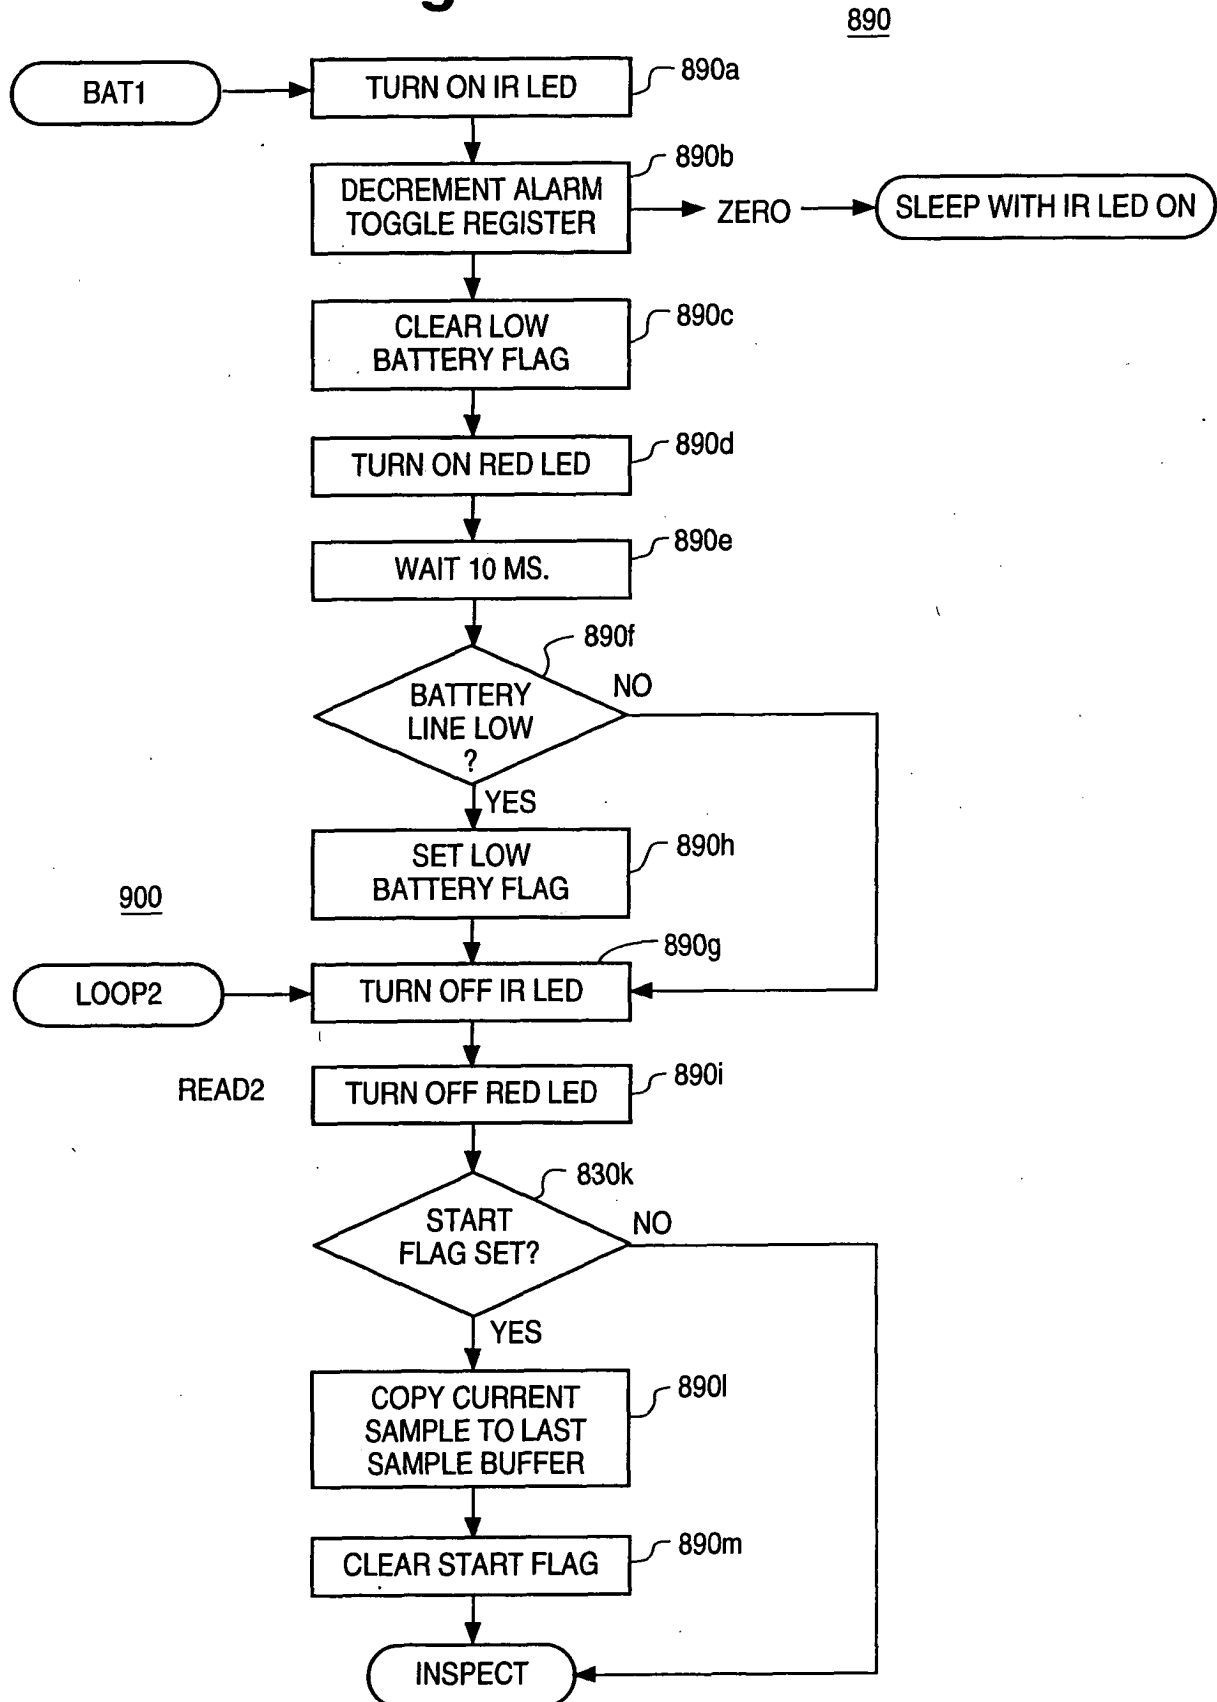 890
BAT1
TURN ON IR LED
890a
DECREMENT ALARM
TOGGLE REGISTER
890b
ZERO
SLEEP WITH IR LED ON
CLEAR LOW
BATTERY FLAG
890c
TURN ON RED LED
890d
WAIT 10 MS.
890e
BATTERY
LINE LOW
?
890f
NO
YES
SET LOW
BATTERY FLAG
890h
900
LOOP2
TURN OFF IR LED
890g
READ2
TURN OFF RED LED
890i
START
FLAG SET?
830k
NO
YES
COPY CURRENT
SAMPLE TO LAST
SAMPLE BUFFER
890l
CLEAR START FLAG
890m
INSPECT